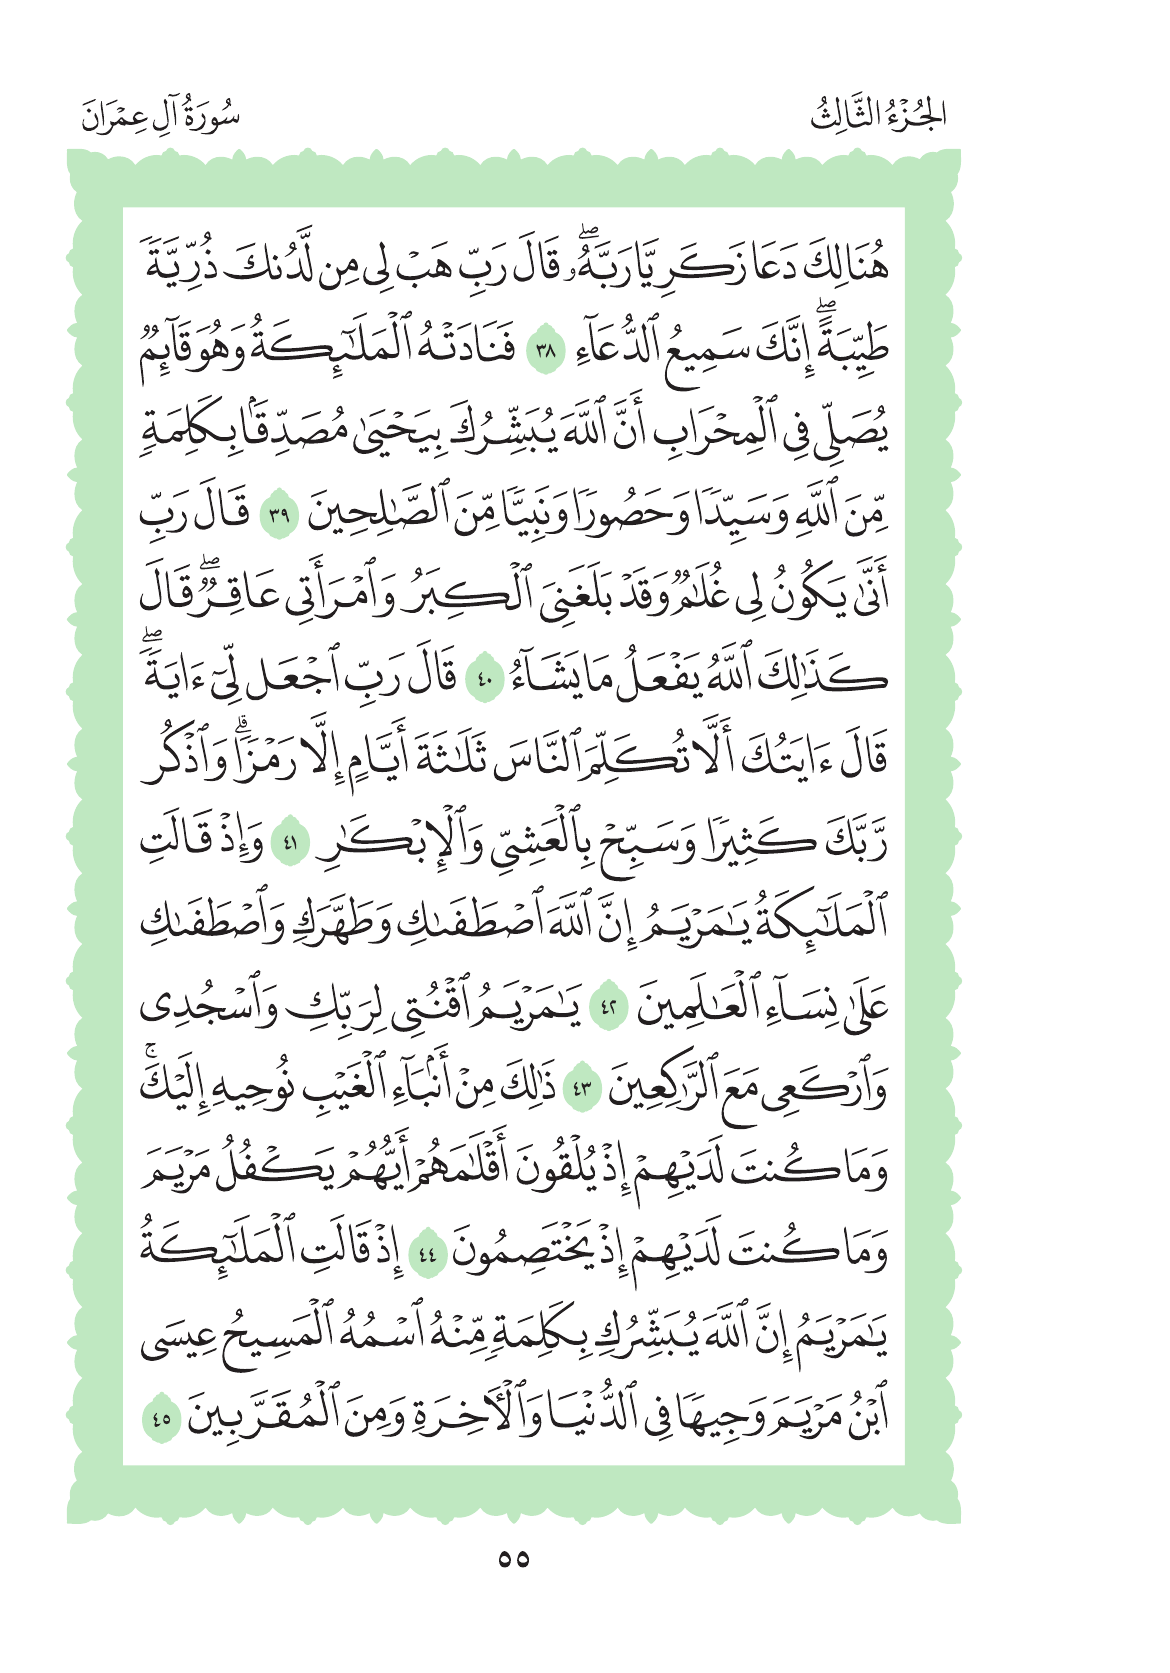 الجُزْءُ الثَّالِثُ
سُورَةُ آلِ عِمْرَانَ
هُنَالِكَ دَعَا زَكَرِيَّا رَبَّهُۥۖ قَالَ رَبِّ هَبْ لِى مِن لَّدُنكَ ذُرِّيَّةً
طَيِّبَةًۖ إِنَّكَ سَمِيعُ ٱلدُّعَآءِ ٣٨ فَنَادَتْهُ ٱلْمَلَٰٓئِكَةُ وَهُوَ قَآئِمٌ
يُصَلِّى فِى ٱلْمِحْرَابِ أَنَّ ٱللَّهَ يُبَشِّرُكَ بِيَحْيَىٰ مُصَدِّقًۢا بِكَلِمَةٍ
مِّنَ ٱللَّهِ وَسَيِّدًا وَحَصُورًا وَنَبِيًّا مِّنَ ٱلصَّٰلِحِينَ ٣٩ قَالَ رَبِّ
أَنَّىٰ يَكُونُ لِى غُلَٰمٌ وَقَدْ بَلَغَنِىَ ٱلْكِبَرُ وَٱمْرَأَتِى عَاقِرٌۖ قَالَ
كَذَٰلِكَ ٱللَّهُ يَفْعَلُ مَا يَشَآءُ ٤٠ قَالَ رَبِّ ٱجْعَل لِّىٓ ءَايَةًۖ
قَالَ ءَايَتُكَ أَلَّا تُكَلِّمَ ٱلنَّاسَ ثَلَٰثَةَ أَيَّامٍ إِلَّا رَمْزًاۗ وَٱذْكُر
رَّبَّكَ كَثِيرًا وَسَبِّحْ بِٱلْعَشِىِّ وَٱلْإِبْكَٰرِ ٤١ وَإِذْ قَالَتِ
ٱلْمَلَٰٓئِكَةُ يَٰمَرْيَمُ إِنَّ ٱللَّهَ ٱصْطَفَىٰكِ وَطَهَّرَكِ وَٱصْطَفَىٰكِ
عَلَىٰ نِسَآءِ ٱلْعَٰلَمِينَ ٤٢ يَٰمَرْيَمُ ٱقْنُتِى لِرَبِّكِ وَٱسْجُدِى
وَٱرْكَعِى مَعَ ٱلرَّٰكِعِينَ ٤٣ ذَٰلِكَ مِنْ أَنۢبَآءِ ٱلْغَيْبِ نُوحِيهِ إِلَيْكَۚ
وَمَا كُنتَ لَدَيْهِمْ إِذْ يُلْقُونَ أَقْلَٰمَهُمْ أَيُّهُمْ يَكْفُلُ مَرْيَمَ
وَمَا كُنتَ لَدَيْهِمْ إِذْ يَخْتَصِمُونَ ٤٤ إِذْ قَالَتِ ٱلْمَلَٰٓئِكَةُ
يَٰمَرْيَمُ إِنَّ ٱللَّهَ يُبَشِّرُكِ بِكَلِمَةٍ مِّنْهُ ٱسْمُهُ ٱلْمَسِيحُ عِيسَى
ٱبْنُ مَرْيَمَ وَجِيهًا فِى ٱلدُّنْيَا وَٱلْءَاخِرَةِ وَمِنَ ٱلْمُقَرَّبِينَ ٤٥
٥٥